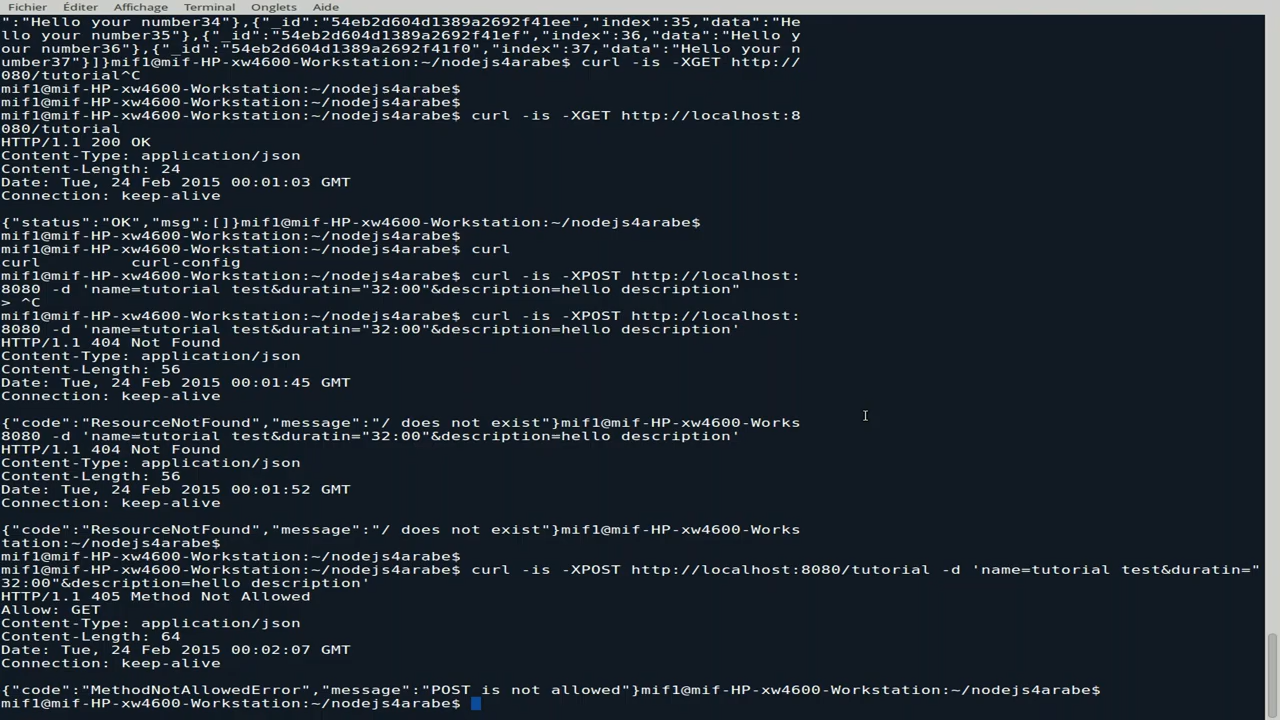 Fichier Éditer Affichage Terminal Onglets Aide
":"Hello your number34"},{"_id":"54eb2d604d1389a2692f41ee","index":35,"data":"He
llo your number35"},{"_id":"54eb2d604d1389a2692f41ef","index":36,"data":"Hello y
our number36"},{"_id":"54eb2d604d1389a2692f41f0","index":37,"data":"Hello your n
umber37"}]}mif1@mif-HP-xw4600-Workstation:~/nodejs4arabe$ curl -is -XGET http://
080/tutorial^C
mif1@mif-HP-xw4600-Workstation:~/nodejs4arabe$
mif1@mif-HP-xw4600-Workstation:~/nodejs4arabe$
mif1@mif-HP-xw4600-Workstation:~/nodejs4arabe$ curl -is -XGET http://localhost:8
080/tutorial
HTTP/1.1 200 OK
Content-Type: application/json
Content-Length: 24
Date: Tue, 24 Feb 2015 00:01:03 GMT
Connection: keep-alive
{"status":"OK","msg":[]}mif1@mif-HP-xw4600-Workstation:~/nodejs4arabe$
mif1@mif-HP-xw4600-Workstation:~/nodejs4arabe$
mif1@mif-HP-xw4600-Workstation:~/nodejs4arabe$ curl
curl curl-config
mif1@mif-HP-xw4600-Workstation:~/nodejs4arabe$ curl -is -XPOST http://localhost:
8080 -d 'name=tutorial test&duratin="32:00"&description=hello description"
> ^C
mif1@mif-HP-xw4600-Workstation:~/nodejs4arabe$ curl -is -XPOST http://localhost:
8080 -d 'name=tutorial test&duratin="32:00"&description=hello description'
HTTP/1.1 404 Not Found
Content-Type: application/json
Content-Length: 56
Date: Tue, 24 Feb 2015 00:01:45 GMT
Connection: keep-alive
{"code":"ResourceNotFound","message":"/ does not exist"}mif1@mif-HP-xw4600-Works
8080 -d 'name=tutorial test&duratin="32:00"&description=hello description'
HTTP/1.1 404 Not Found
Content-Type: application/json
Content-Length: 56
Date: Tue, 24 Feb 2015 00:01:52 GMT
Connection: keep-alive
{"code":"ResourceNotFound","message":"/ does not exist"}mif1@mif-HP-xw4600-Works
tation:~/nodejs4arabe$
mif1@mif-HP-xw4600-Workstation:~/nodejs4arabe$
mif1@mif-HP-xw4600-Workstation:~/nodejs4arabe$ curl -is -XPOST http://localhost:8080/tutorial -d 'name=tutorial test&duratin="
32:00"&description=hello description'
HTTP/1.1 405 Method Not Allowed
Allow: GET
Content-Type: application/json
Content-Length: 64
Date: Tue, 24 Feb 2015 00:02:07 GMT
Connection: keep-alive
{"code":"MethodNotAllowedError","message":"POST is not allowed"}mif1@mif-HP-xw4600-Workstation:~/nodejs4arabe$
mif1@mif-HP-xw4600-Workstation:~/nodejs4arabe$